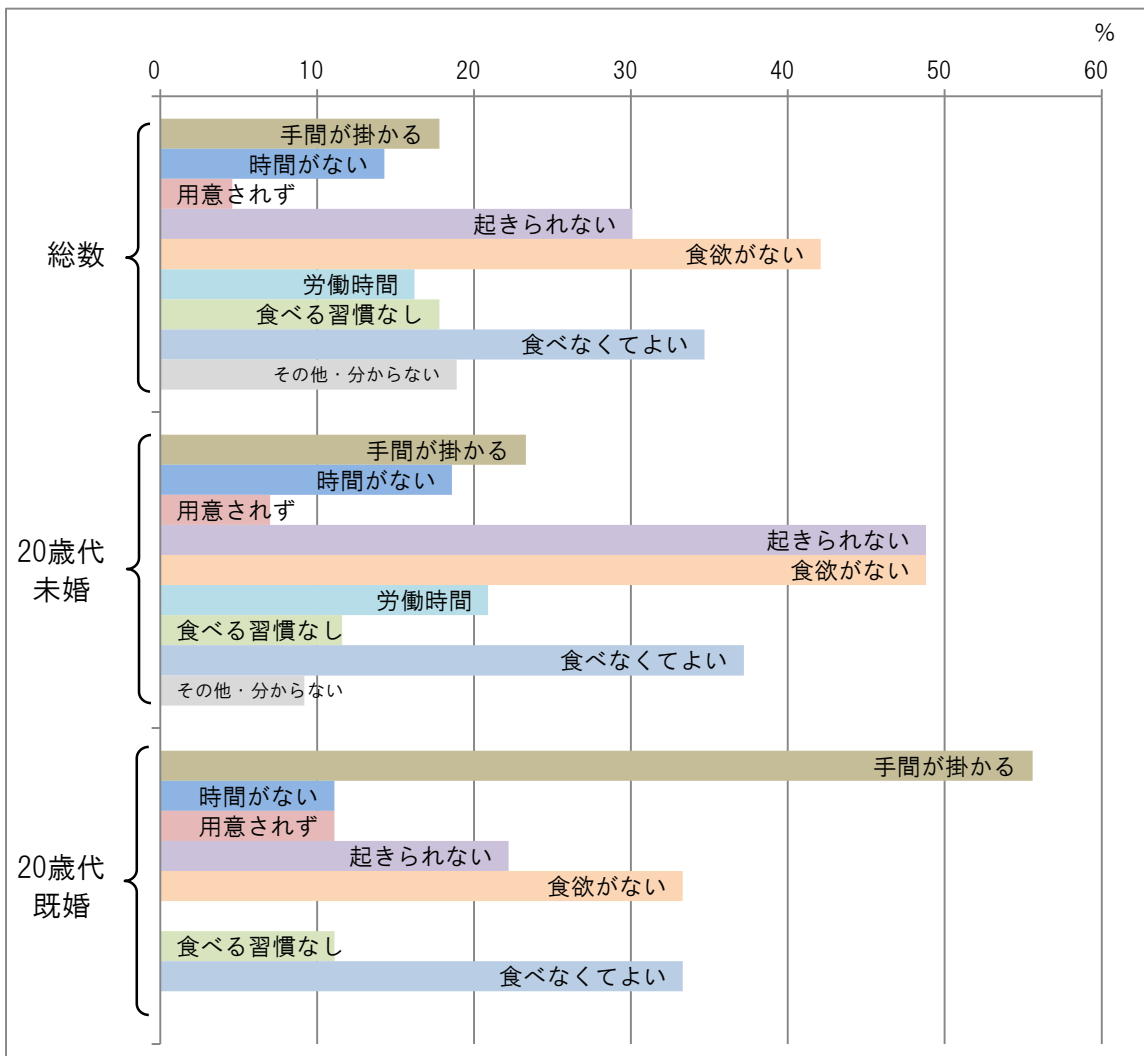 %
0 10 20 30 40 50 60
総数
手間が掛かる
時間がない
用意されず
起きられない
食欲がない
労働時間
食べる習慣なし
食べなくてよい
その他・分からない
20歳代
未婚
手間が掛かる
時間がない
用意されず
起きられない
食欲がない
労働時間
食べる習慣なし
食べなくてよい
その他・分からない
20歳代
既婚
手間が掛かる
時間がない
用意されず
起きられない
食欲がない
食べる習慣なし
食べなくてよい